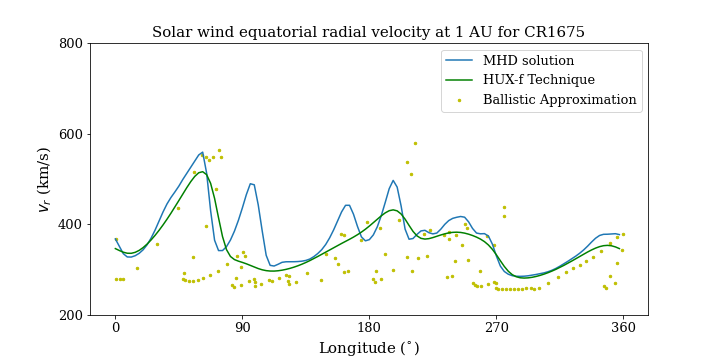 Solar wind equatorial radial velocity at 1 AU for CR1675
MHD solution
HUX-f Technique
Ballistic Approximation
800
600
400
200
v_r (km/s)
0 90 180 270 360
Longitude (°)